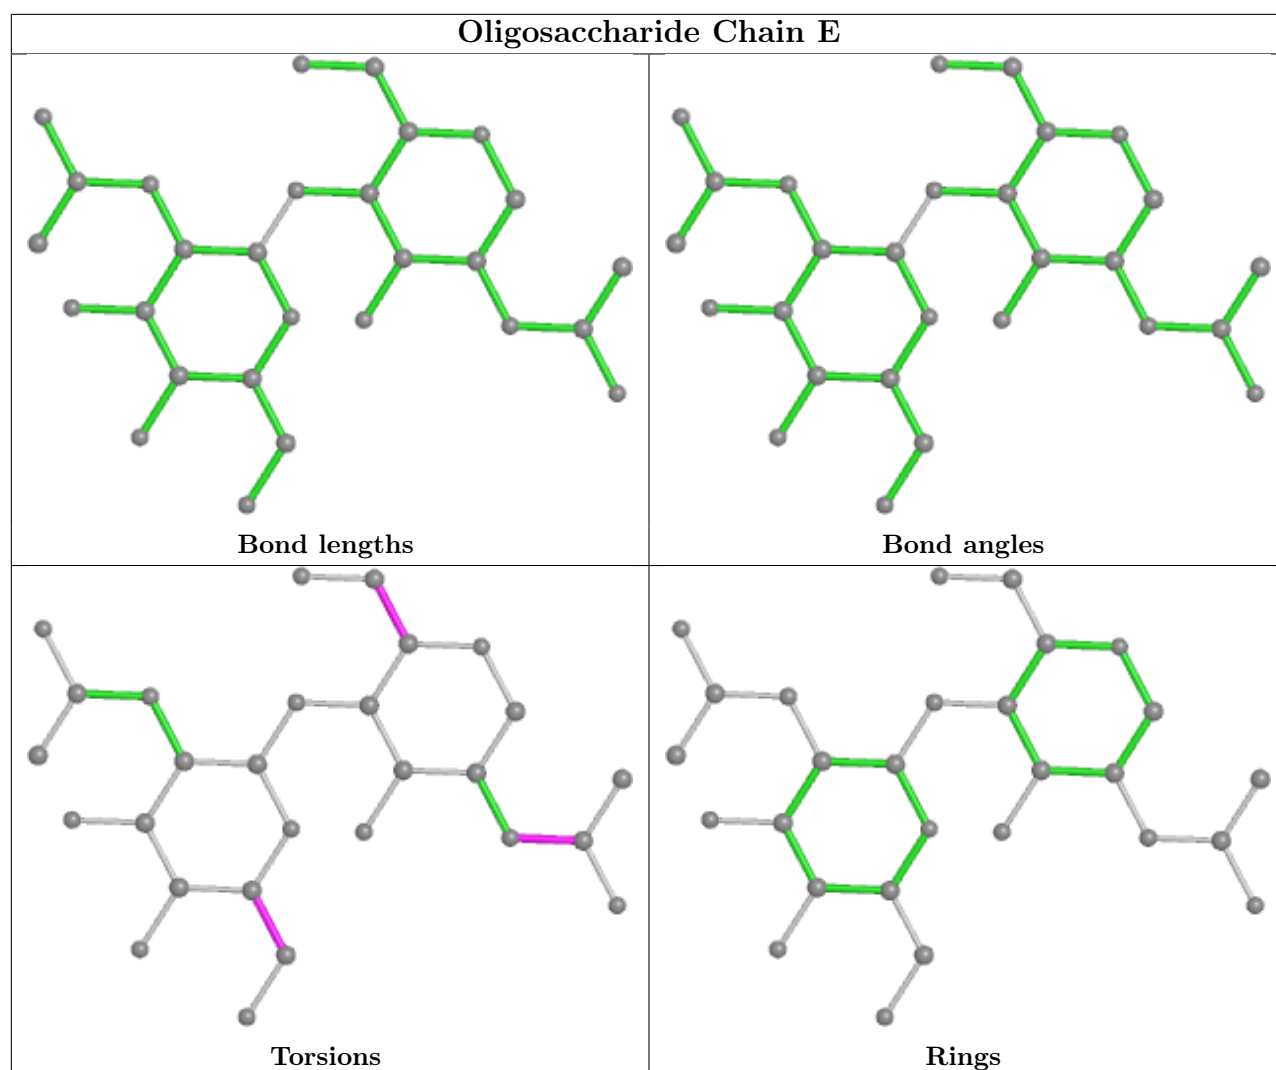 Oligosaccharide Chain E
Bond lengths
Bond angles
Torsions
Rings